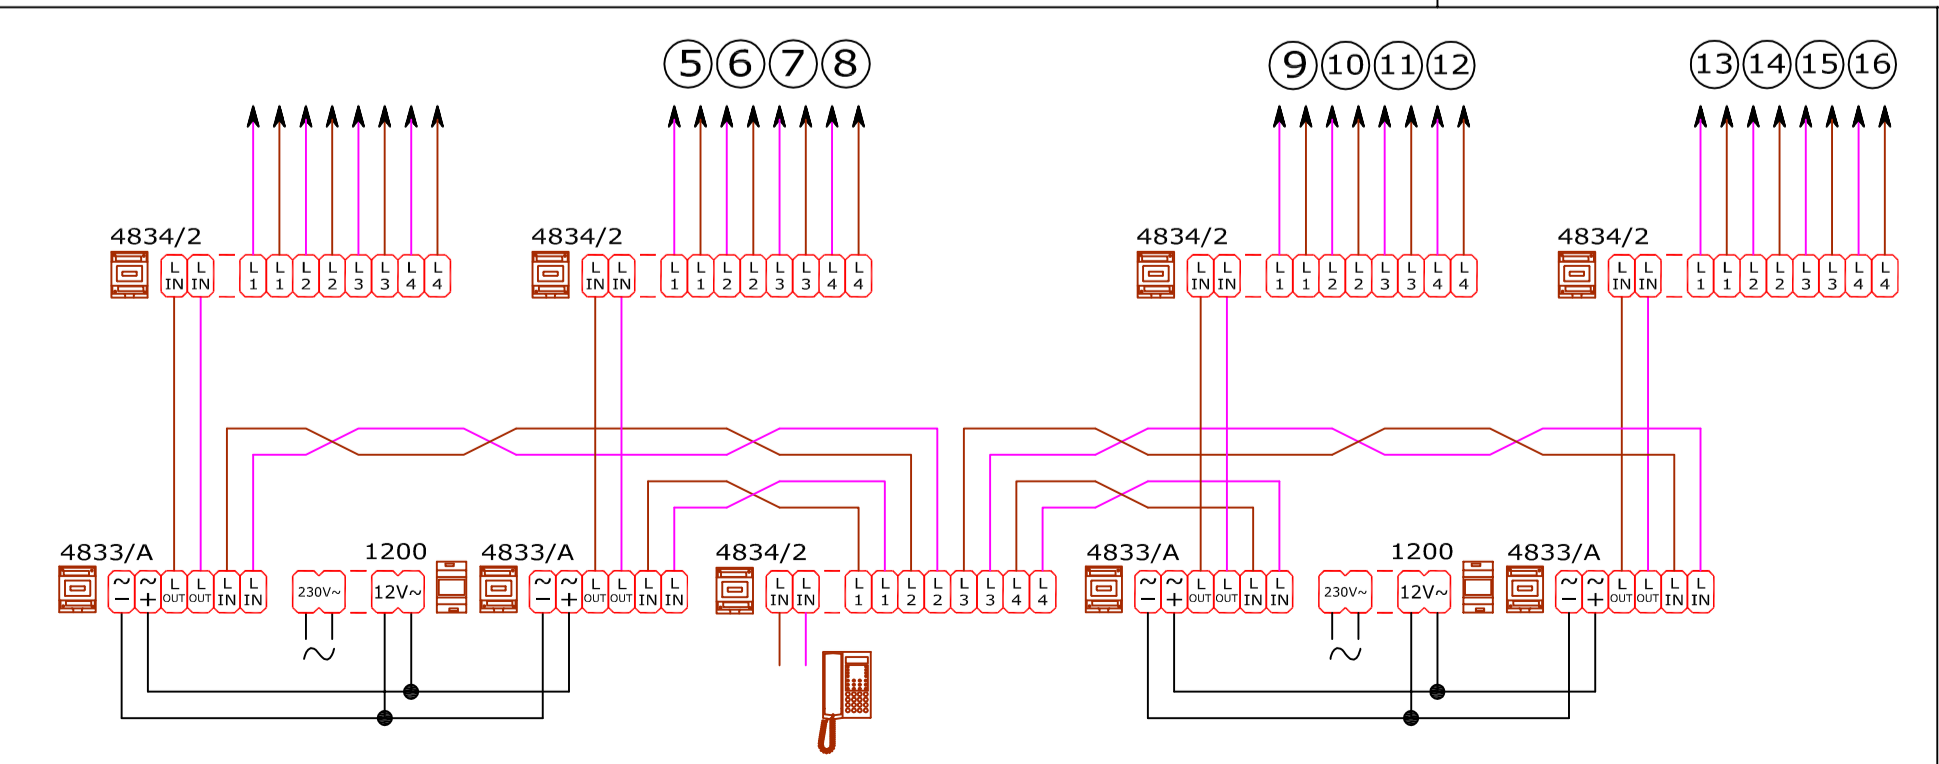 5 6 7 8 9 10 11 12 13 14 15 16
4834/2 4834/2 4834/2 4834/2
L IN L IN L 1 L 1 L 2 L 2 L 3 L 3 L 4 L 4
L IN L IN L 1 L 1 L 2 L 2 L 3 L 3 L 4 L 4
L IN L IN L 1 L 1 L 2 L 2 L 3 L 3 L 4 L 4
L IN L IN L 1 L 1 L 2 L 2 L 3 L 3 L 4 L 4
4833/A 1200 4833/A 4834/2 4833/A 1200 4833/A
~ − ~ + L OUT L OUT L IN L IN
230V~ 12V~
~ − ~ + L OUT L OUT L IN L IN
L IN L IN L 1 L 1 L 2 L 2 L 3 L 3 L 4 L 4
~ − ~ + L OUT L OUT L IN L IN
230V~ 12V~
~ − ~ + L OUT L OUT L IN L IN
~ ~